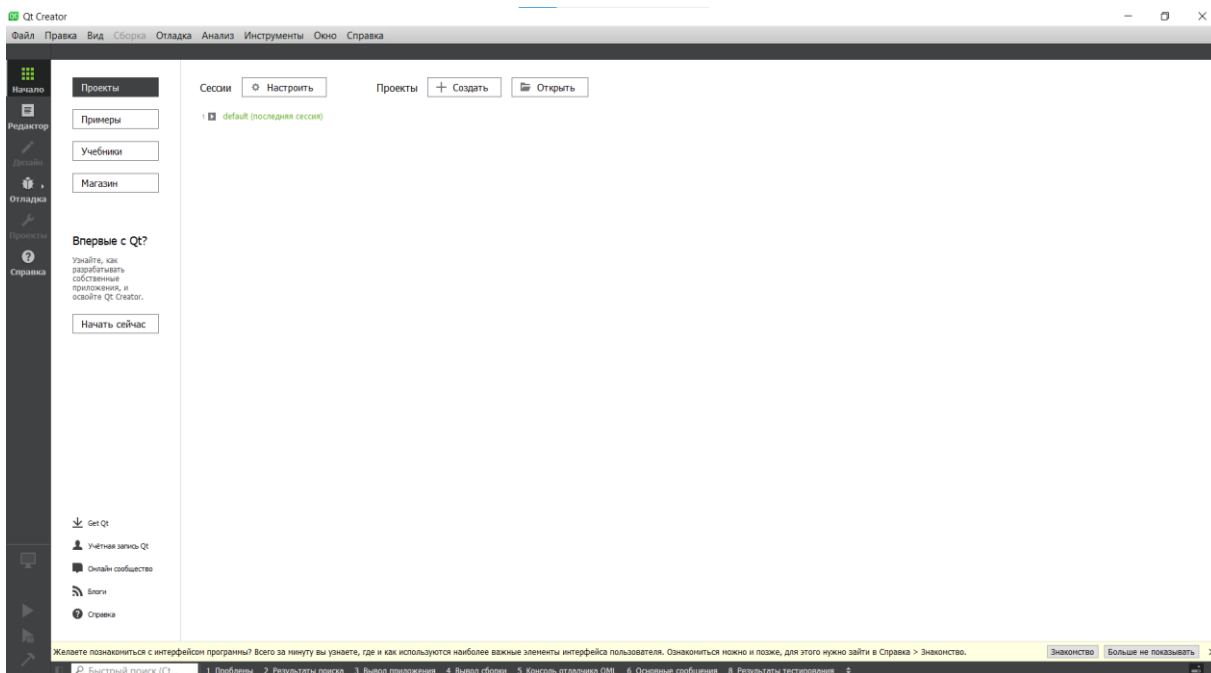 Qt Creator
Файл Правка Вид Сборка Отладка Анализ Инструменты Окно Справка
Начало
Редактор
Дизайн
Отладка
Проекты
Справка
Проекты
Примеры
Учебники
Магазин
Впервые с Qt?
Узнайте, как
разрабатывать
собственные
приложения, и
освойте Qt Creator.
Начать сейчас
Get Qt
Учётная запись Qt
Онлайн сообщество
Блоги
Справка
Сессии Настроить Проекты Создать Открыть
1 default (последняя сессия)
Желаете познакомиться с интерфейсом программы? Всего за минуту вы узнаете, где и как используются наиболее важные элементы интерфейса пользователя. Ознакомиться можно и позже, для этого нужно зайти в Справка > Знакомство. Знакомство Больше не показывать
Быстрый поиск (Ct 1 Проблемы 2 Результаты поиска 3 Вывод приложения 4 Вывод сборки 5 Консоль отладчика QML 6 Основные сообщения 8 Результаты тестирования